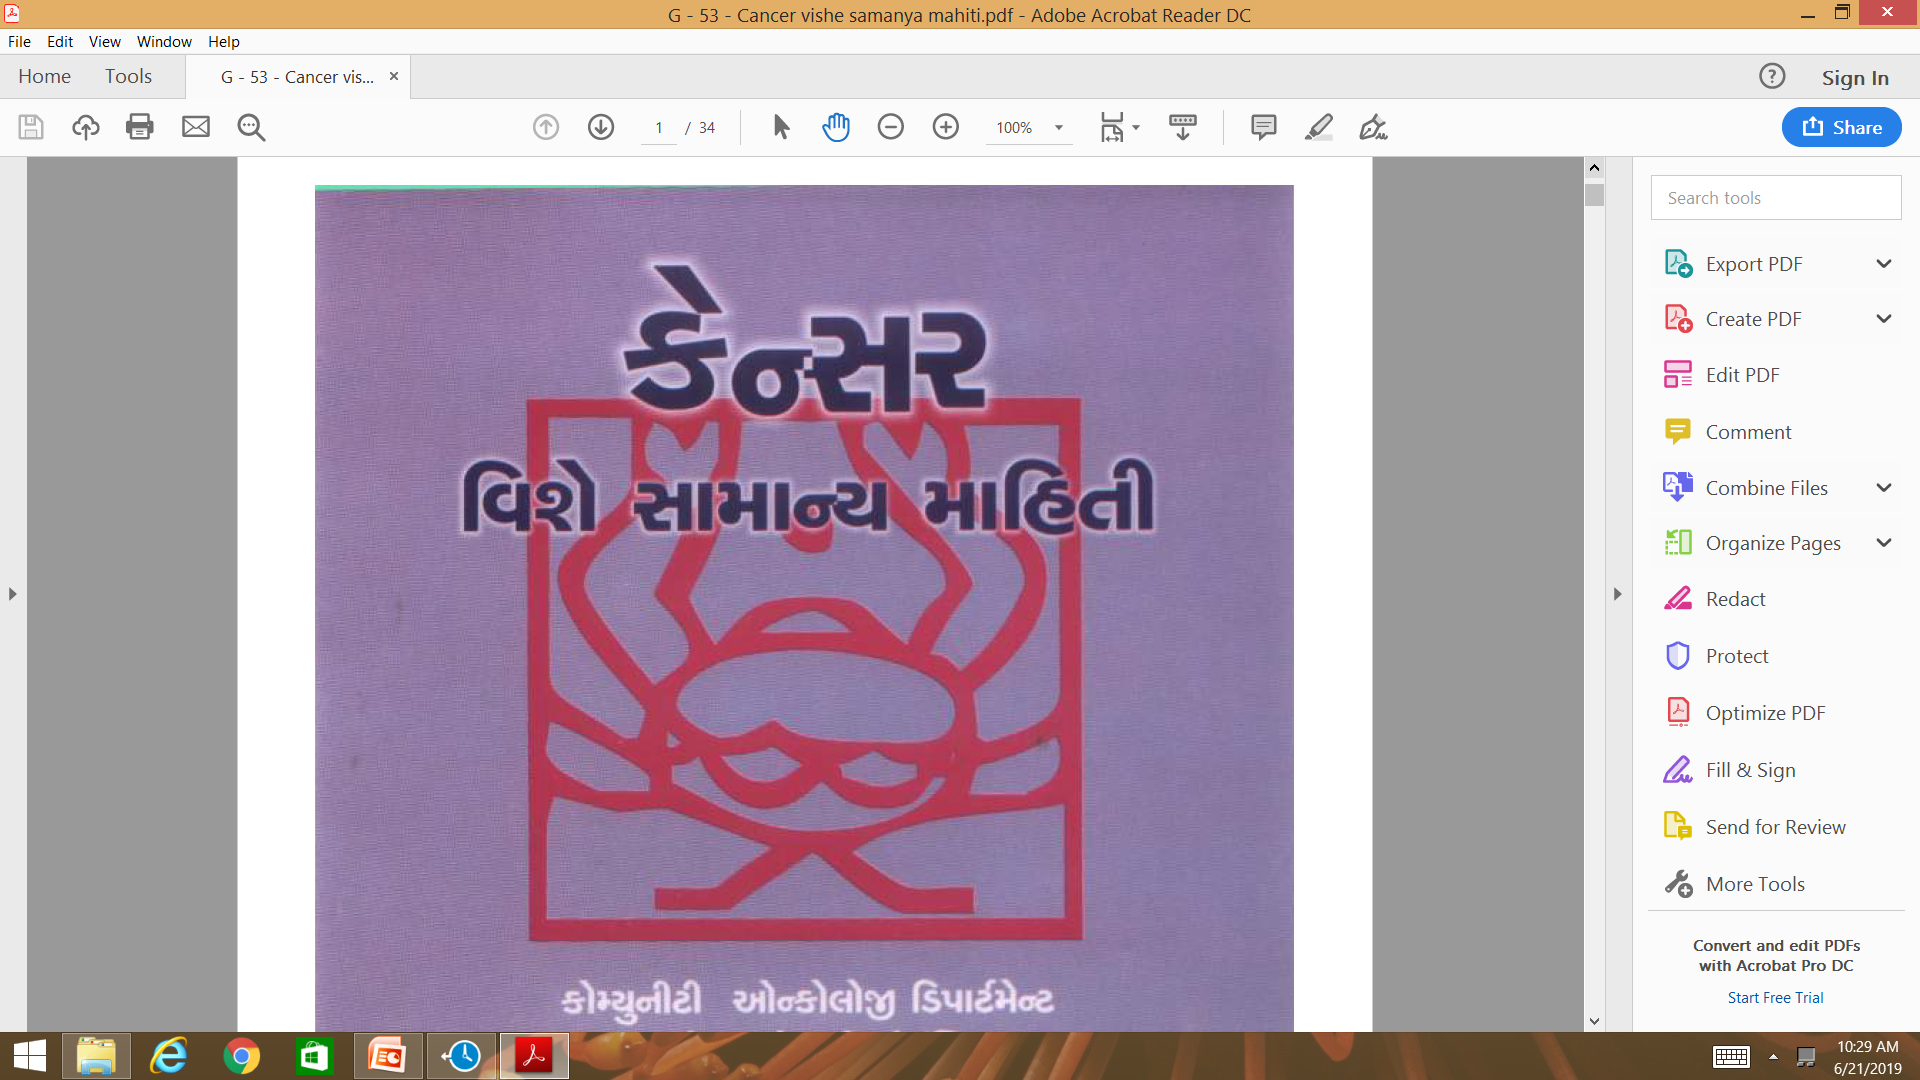 G - 53 - Cancer vishe samanya mahiti.pdf - Adobe Acrobat Reader DC
File Edit View Window Help
Home Tools G - 53 - Cancer vis... × Sign In
1 / 34 100% Share
કેન્સર
વિશે સામાન્ય માહિતી
કોમ્યુનીટી ઓન્કોલોજી ડિપાર્ટમેન્ટ
Search tools
Export PDF
Create PDF
Edit PDF
Comment
Combine Files
Organize Pages
Redact
Protect
Optimize PDF
Fill & Sign
Send for Review
More Tools
Convert and edit PDFs
with Acrobat Pro DC
Start Free Trial
10:29 AM
6/21/2019